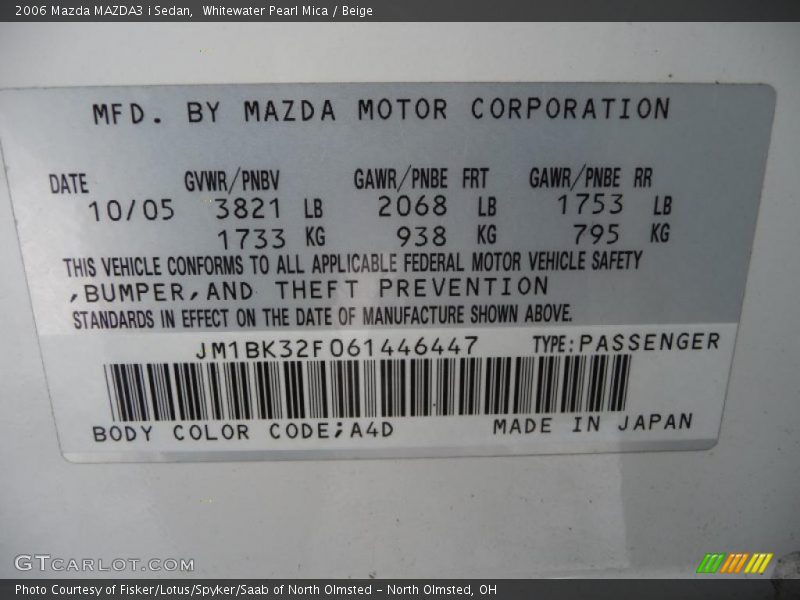 2006 Mazda MAZDA3 i Sedan,  Whitewater Pearl Mica / Beige
MFD. BY MAZDA MOTOR CORPORATION
DATE GVWR/PNBV GAWR/PNBE FRT GAWR/PNBE RR
10/05 3821 LB 2068 LB 1753 LB
1733 KG 938 KG 795 KG
THIS VEHICLE CONFORMS TO ALL APPLICABLE FEDERAL MOTOR VEHICLE SAFETY
,BUMPER,AND THEFT PREVENTION
STANDARDS IN EFFECT ON THE DATE OF MANUFACTURE SHOWN ABOVE.
JM1BK32F061446447 TYPE:PASSENGER
BODY COLOR CODE;A4D MADE IN JAPAN
GTCARLOT.COM
Photo Courtesy of Fisker/Lotus/Spyker/Saab of North Olmsted - North Olmsted, OH